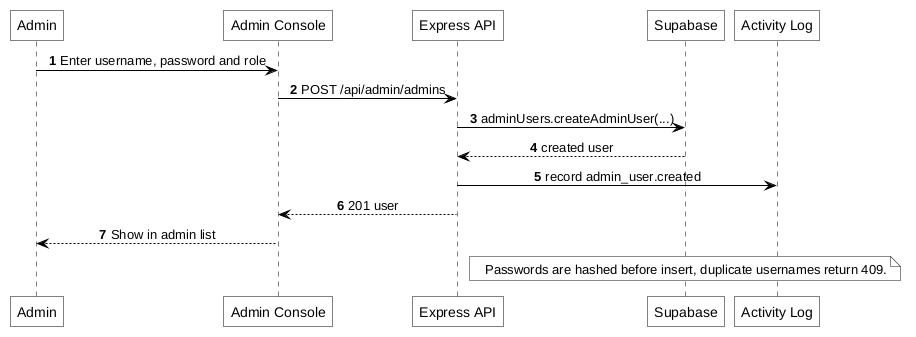 Admin
Admin Console
Express API
Supabase
Activity Log
1 Enter username, password and role
2 POST /api/admin/admins
3 adminUsers.createAdminUser(...)
4 created user
5 record admin_user.created
6 201 user
7 Show in admin list
Passwords are hashed before insert, duplicate usernames return 409.
Admin
Admin Console
Express API
Supabase
Activity Log